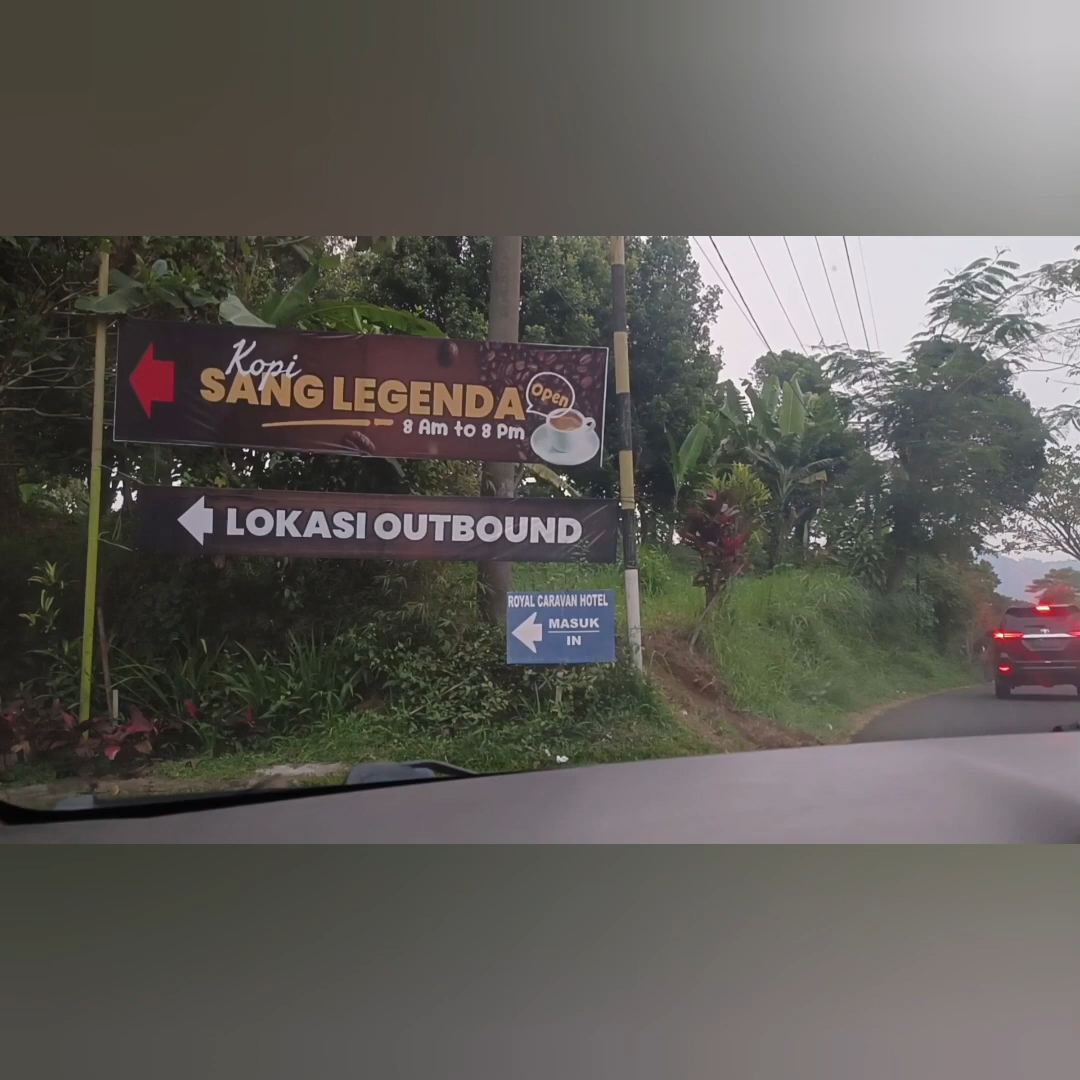 Kopi
SANG LEGENDA
Open
8 Am to 8 Pm
LOKASI OUTBOUND
ROYAL CARAVAN HOTEL
MASUK
IN